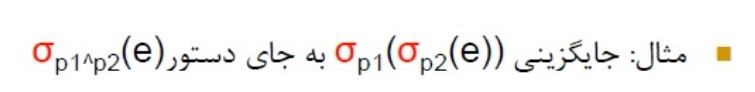 ▪ مثال: جایگزینی σp1(σp2(e)) به جای دستور σp1^p2(e)